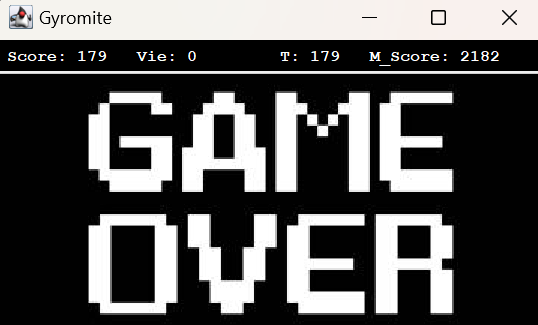 Gyromite
Score: 179 Vie: 0 T: 179 M_Score: 2182
GAME
OVER